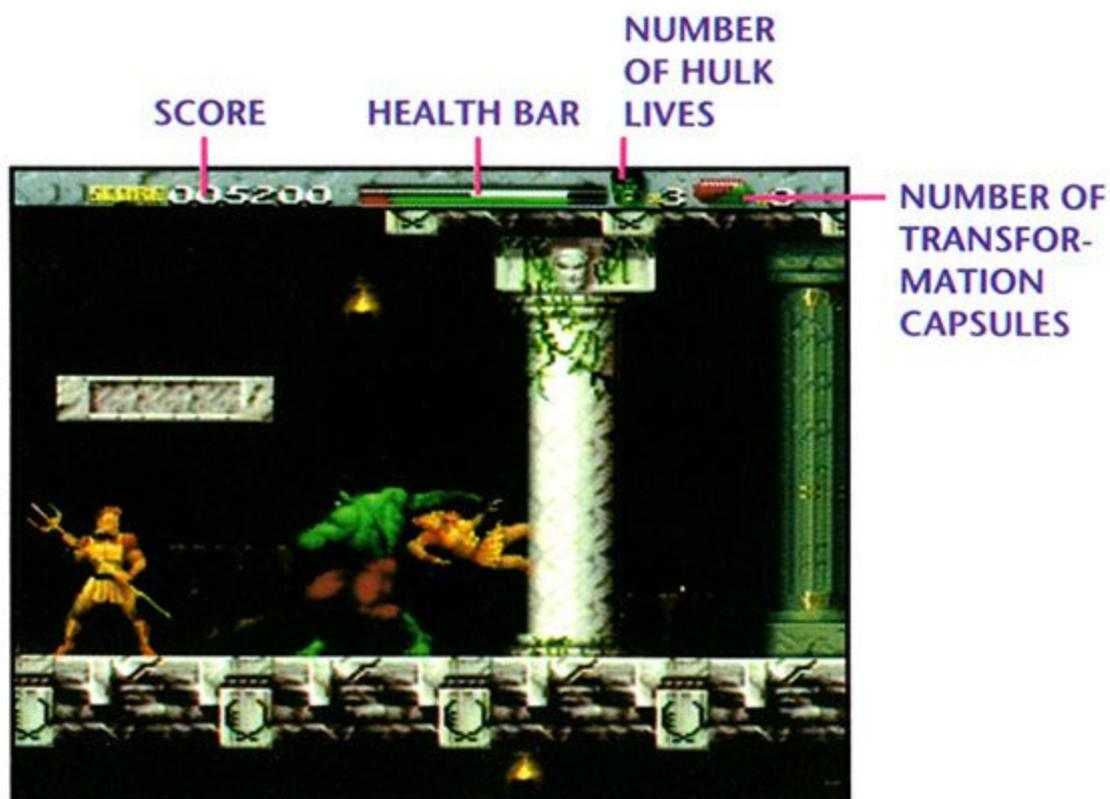 NUMBER
OF HULK
LIVES
SCORE
HEALTH BAR
SCORE 005200
3
NUMBER OF
TRANSFOR-
MATION
CAPSULES